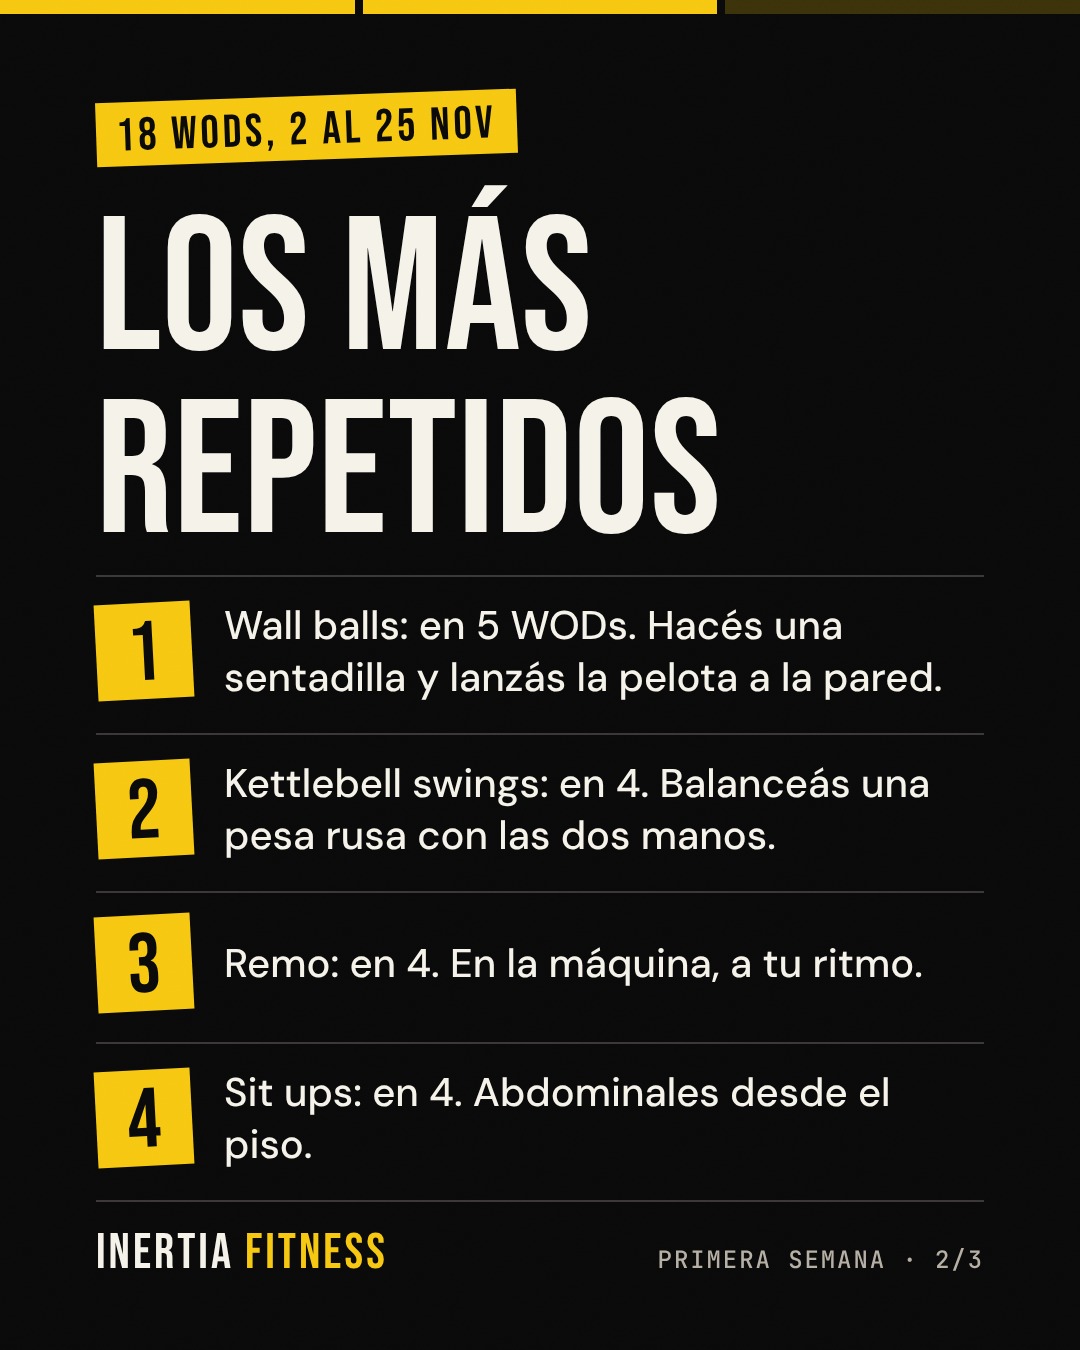 18 WODS, 2 AL 25 NOV
LOS MÁS
REPETIDOS
1
Wall balls: en 5 WODs. Hacés una
sentadilla y lanzás la pelota a la pared.
2
Kettlebell swings: en 4. Balanceás una
pesa rusa con las dos manos.
3
Remo: en 4. En la máquina, a tu ritmo.
4
Sit ups: en 4. Abdominales desde el
piso.
INERTIA FITNESS
PRIMERA SEMANA · 2/3